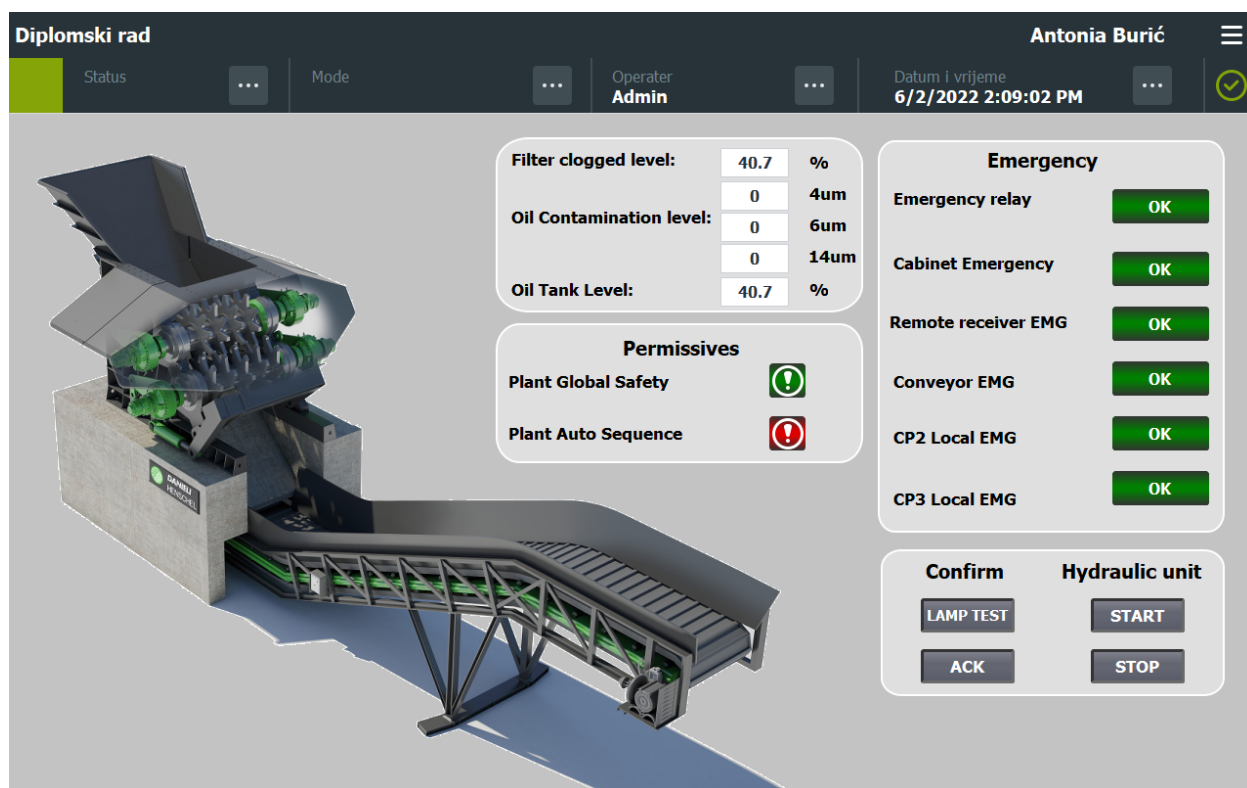 Diplomski rad
Antonia Burić
Status
Mode
Operater
Admin
Datum i vrijeme
6/2/2022 2:09:02 PM
Filter clogged level: 40.7 %
0 4um
Oil Contamination level: 0 6um
0 14um
Oil Tank Level: 40.7 %
Permissives
Plant Global Safety
Plant Auto Sequence
Emergency
Emergency relay OK
Cabinet Emergency OK
Remote receiver EMG OK
Conveyor EMG OK
CP2 Local EMG OK
CP3 Local EMG OK
Confirm Hydraulic unit
LAMP TEST START
ACK STOP
DANIELI
HENSCHEL